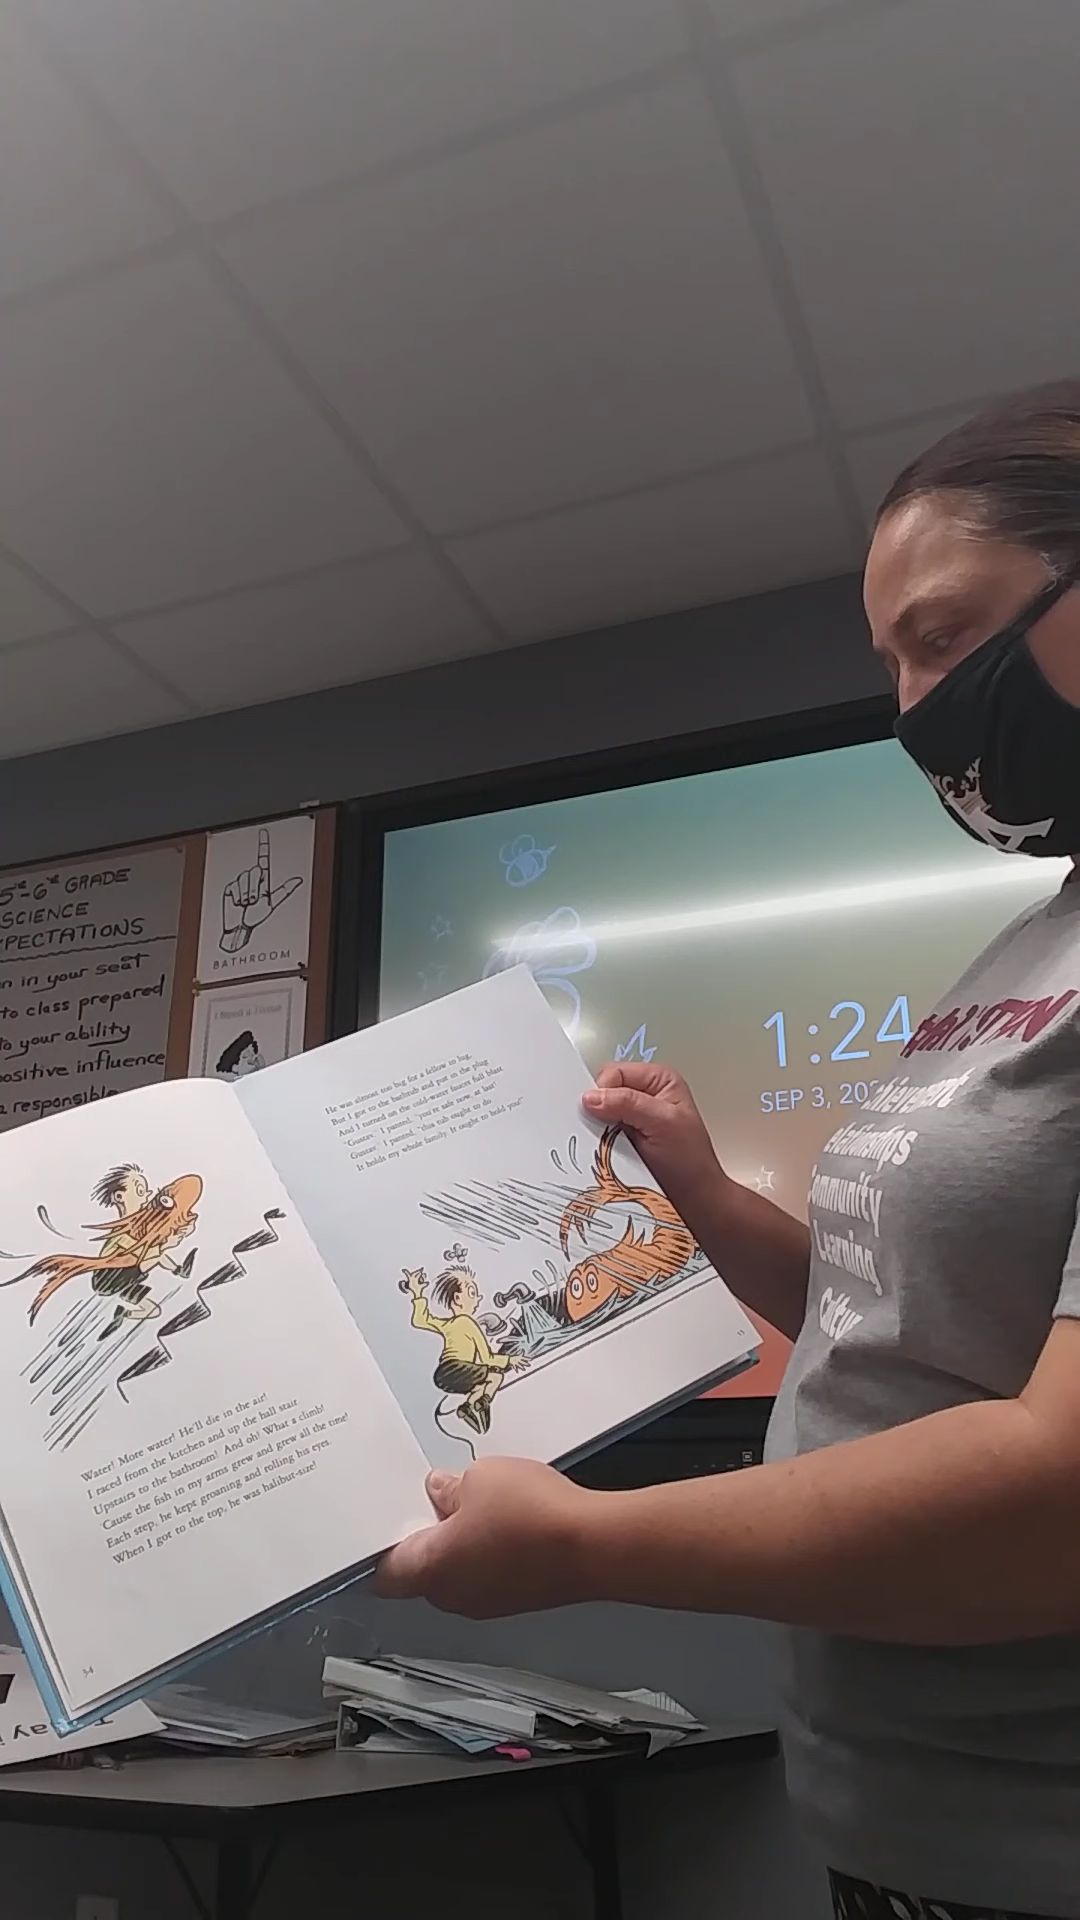 5th-6th GRADE
SCIENCE
XPECTATIONS
n in your seat
to class prepared
to your ability
positive influence
a responsible
BATHROOM
I Need a Tissue
1:24
SEP 3, 20
Achievement
Relationships
Community
Learning
Cultu
He was almost too big for a fellow to lug,
But I got to the bathtub and put in the plug
And I turned on the cold-water faucet full blast
"Gustav," I panted, "you're safe now, at last!
Gustav," I panted, "this tub ought to do.
It holds my whole family. It ought to hold you!"
Water! More water! He'll die in the air!
I raced from the kitchen and up the hall stair.
Upstairs to the bathroom! And oh! What a climb!
'Cause the fish in my arms grew and grew all the time!
Each step, he kept groaning and rolling his eyes.
When I got to the top, he was halibut-size!